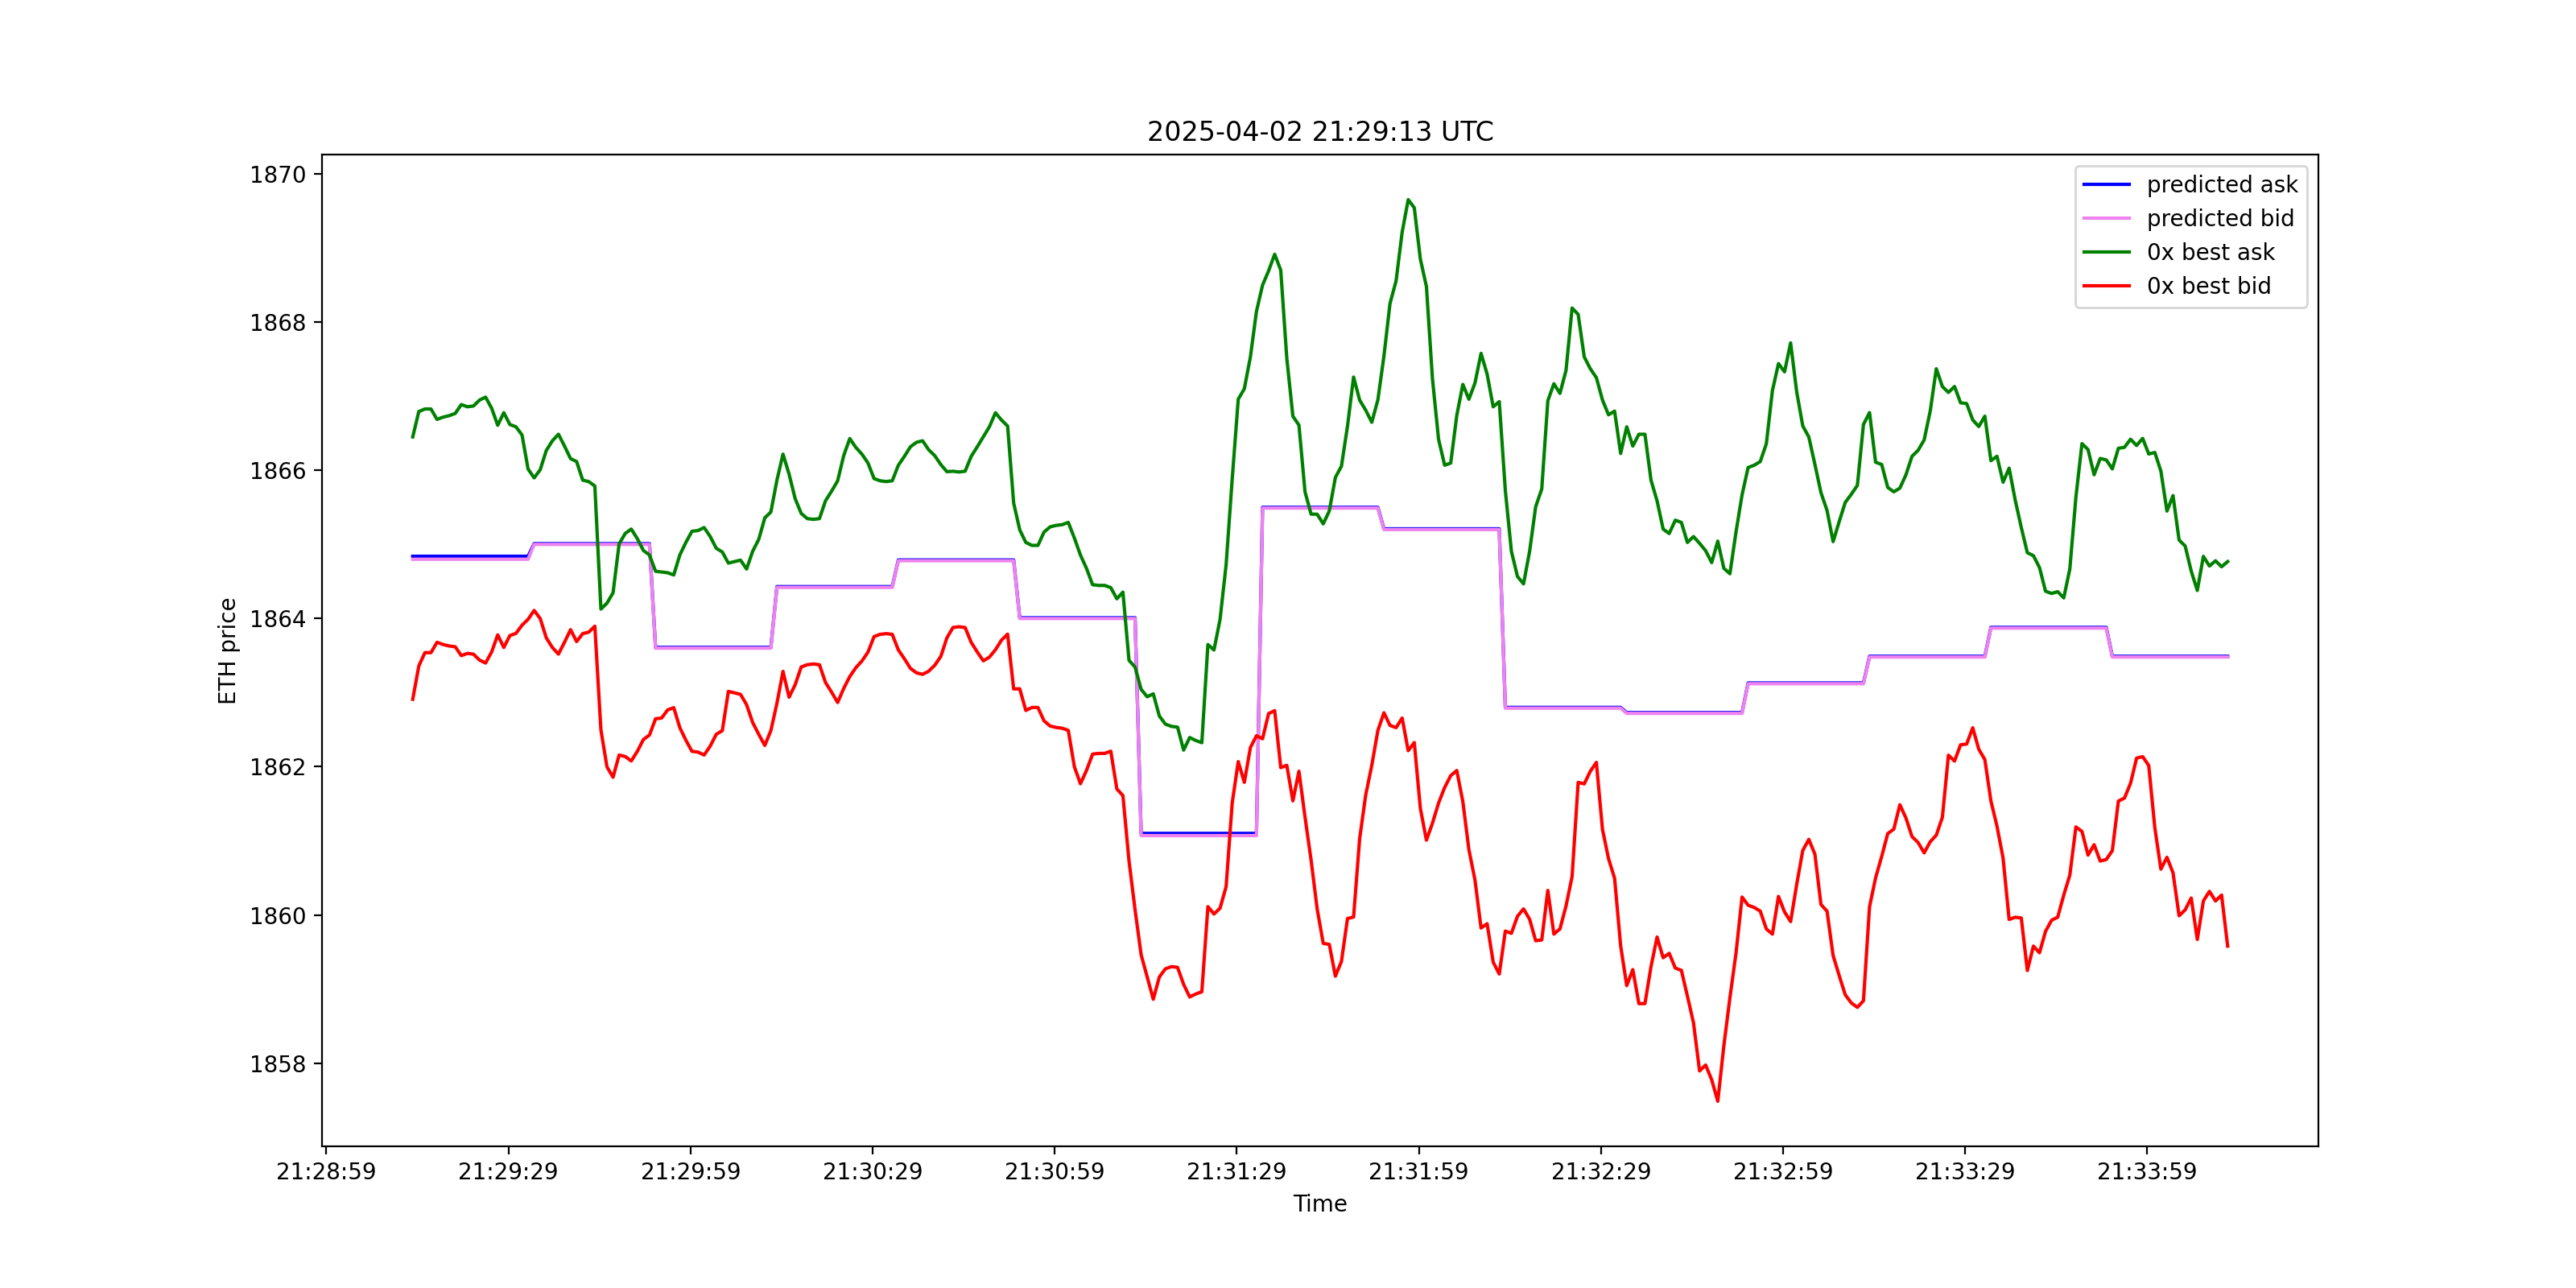 2025-04-02 21:29:13 UTC
predicted ask
predicted bid
0x best ask
0x best bid
1870
1868
1866
1864
1862
1860
1858
ETH price
21:28:59 21:29:29 21:29:59 21:30:29 21:30:59 21:31:29 21:31:59 21:32:29 21:32:59 21:33:29 21:33:59
Time